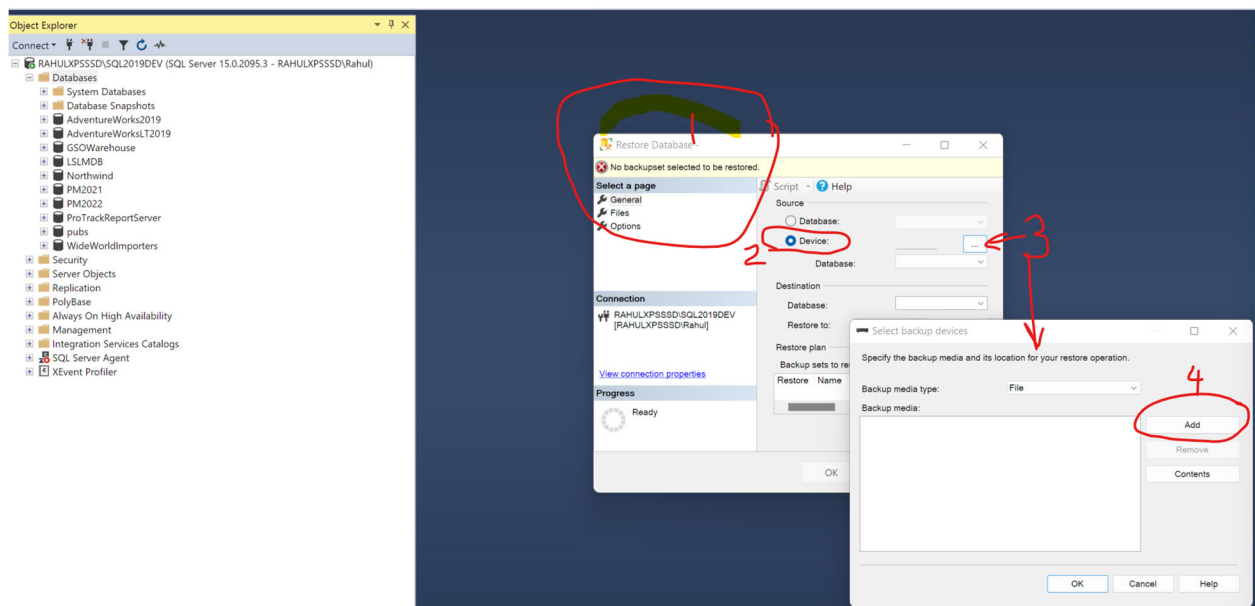 Object Explorer
Connect
RAHULXPSSSD\SQL2019DEV (SQL Server 15.0.2095.3 - RAHULXPSSSD\Rahul)
Databases
System Databases
Database Snapshots
AdventureWorks2019
AdventureWorksLT2019
GSOWarehouse
LSLMDB
Northwind
PM2021
PM2022
ProTrackReportServer
pubs
WideWorldImporters
Security
Server Objects
Replication
PolyBase
Always On High Availability
Management
Integration Services Catalogs
SQL Server Agent
XEvent Profiler
1
Restore Database -
No backupset selected to be restored.
Select a page
General
Files
Options
Script
Help
Source
Database:
2
Device:
...
3
Database:
Destination
Database:
Restore to:
Restore plan
Backup sets to re
Restore Name
Connection
RAHULXPSSSD\SQL2019DEV
[RAHULXPSSSD\Rahul]
View connection properties
Progress
Ready
OK
Select backup devices
Specify the backup media and its location for your restore operation.
Backup media type:
File
4
Backup media:
Add
Remove
Contents
OK
Cancel
Help